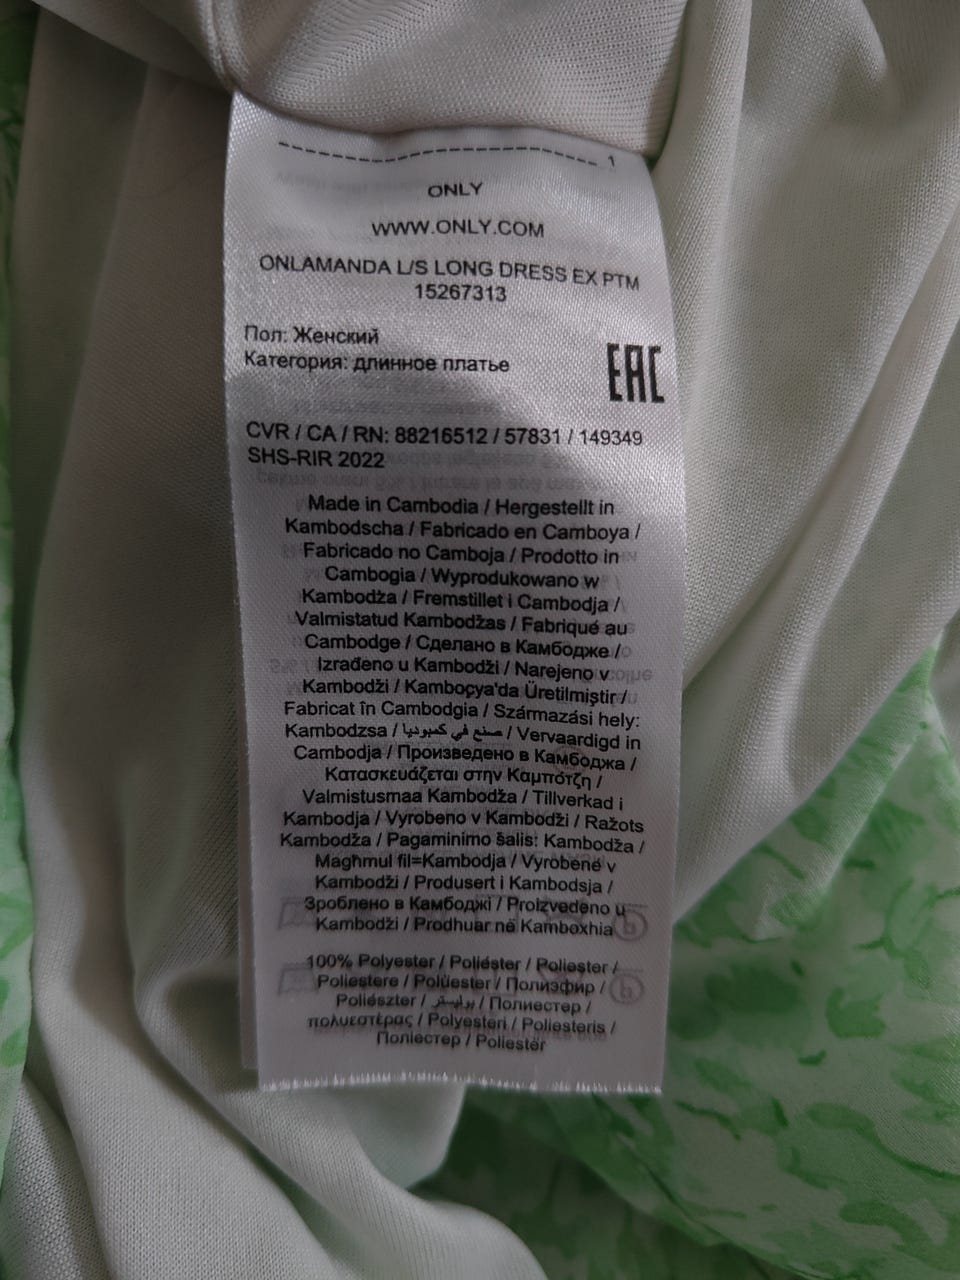 1
ONLY
WWW.ONLY.COM
ONLAMANDA L/S LONG DRESS EX PTM
15267313
Пол: Женский
Категория: длинное платье
EAC
CVR / CA / RN: 88216512 / 57831 / 149349
SHS-RIR 2022
Made in Cambodia / Hergestellt in
Kambodscha / Fabricado en Camboya /
Fabricado no Camboja / Prodotto in
Cambogia / Wyprodukowano w
Kambodża / Fremstillet i Cambodja /
Valmistatud Kambodžas / Fabriqué au
Cambodge / Сделано в Камбодже /
Izrađeno u Kambodži / Narejeno v
Kambodži / Kamboçya'da Üretilmiştir /
Fabricat în Cambodgia / Származási hely:
Kambodzsa / صنع في كمبوديا / Vervaardigd in
Cambodja / Произведено в Камбоджа /
Κατασκευάζεται στην Καμπότζη /
Valmistusmaa Kambodža / Tillverkad i
Kambodja / Vyrobeno v Kambodži / Ražots
Kambodža / Pagaminimo šalis: Kambodža /
Magħmul fil=Kambodja / Vyrobené v
Kambodži / Produsert i Kambodsja /
Зроблено в Камбоджі / Proizvedeno u
Kambodži / Prodhuar në Kamboxhia
100% Polyester / Poliéster / Poliester /
Poliestere / Polüester / Полиэфир /
Poliészter / بوليستر / Полиестер /
πολυεστέρας / Polyesteri / Poliesteris /
Поліестер / Poliestër